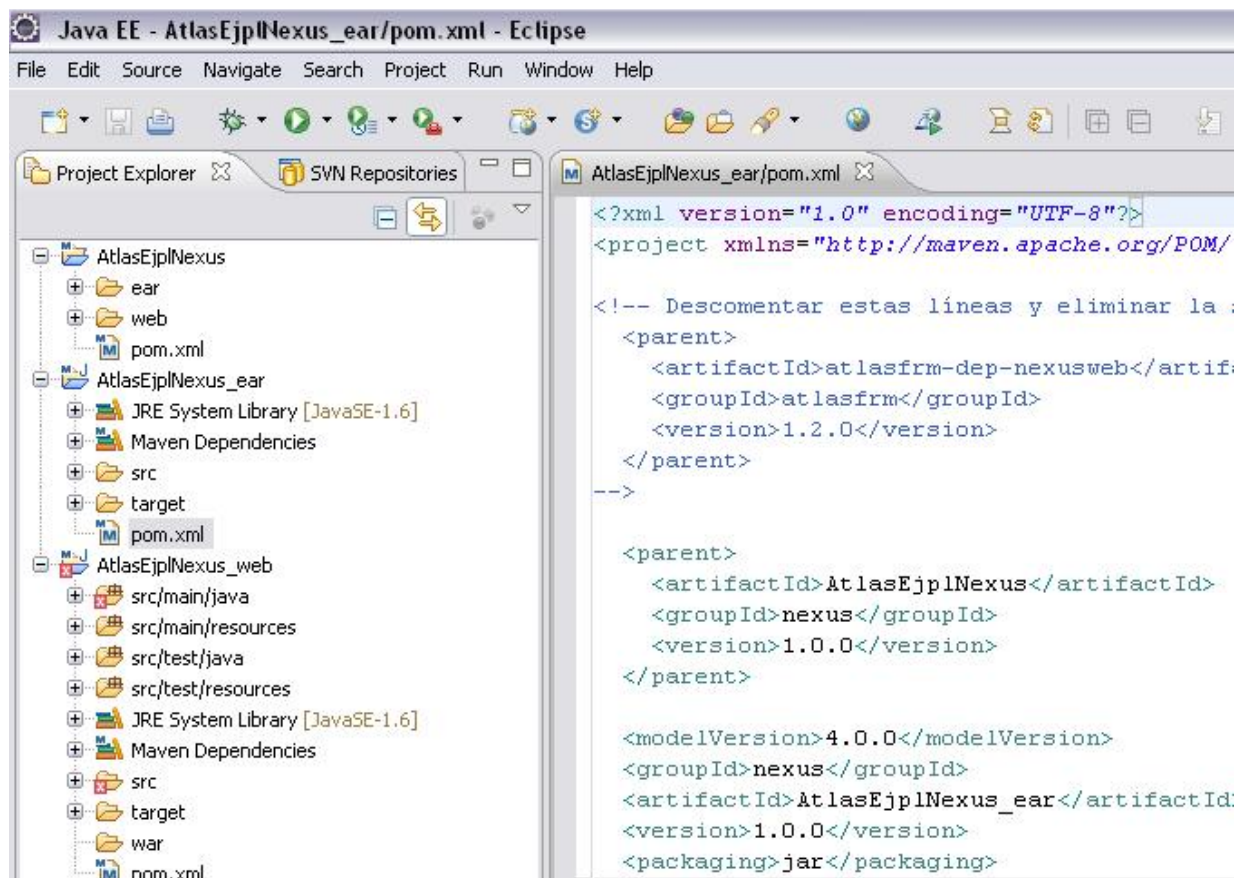 Java EE - AtlasEjplNexus_ear/pom.xml - Eclipse
File Edit Source Navigate Search Project Run Window Help
Project Explorer
SVN Repositories
AtlasEjplNexus
ear
web
pom.xml
AtlasEjplNexus_ear
JRE System Library [JavaSE-1.6]
Maven Dependencies
src
target
pom.xml
AtlasEjplNexus_web
src/main/java
src/main/resources
src/test/java
src/test/resources
JRE System Library [JavaSE-1.6]
Maven Dependencies
src
target
war
pom.xml
AtlasEjplNexus_ear/pom.xml
<?xml version="1.0" encoding="UTF-8"?>
<project xmlns="http://maven.apache.org/POM/
<!-- Descomentar estas líneas y eliminar la
<parent>
<artifactId>atlasfrm-dep-nexusweb</artif
<groupId>atlasfrm</groupId>
<version>1.2.0</version>
</parent>
-->
<parent>
<artifactId>AtlasEjplNexus</artifactId>
<groupId>nexus</groupId>
<version>1.0.0</version>
</parent>
<modelVersion>4.0.0</modelVersion>
<groupId>nexus</groupId>
<artifactId>AtlasEjplNexus_ear</artifactId
<version>1.0.0</version>
<packaging>jar</packaging>